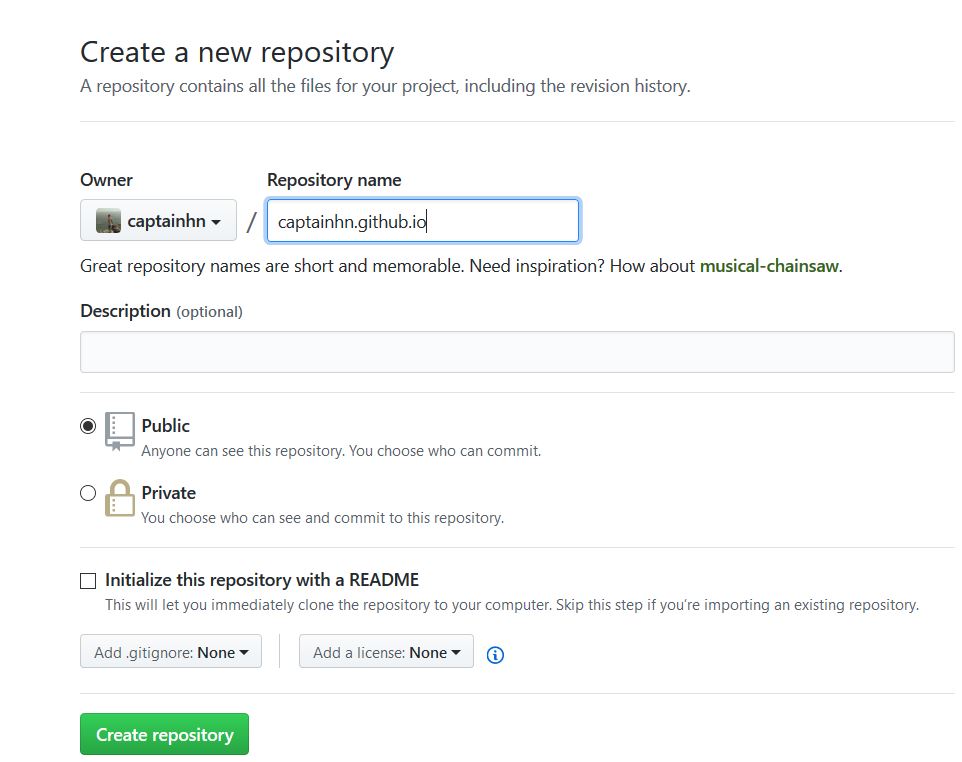 Create a new repository
A repository contains all the files for your project, including the revision history.
Owner
Repository name
captainhn
/
captainhn.github.io
Great repository names are short and memorable. Need inspiration? How about musical-chainsaw.
Description (optional)
Public
Anyone can see this repository. You choose who can commit.
Private
You choose who can see and commit to this repository.
Initialize this repository with a README
This will let you immediately clone the repository to your computer. Skip this step if you’re importing an existing repository.
Add .gitignore: None
Add a license: None
Create repository